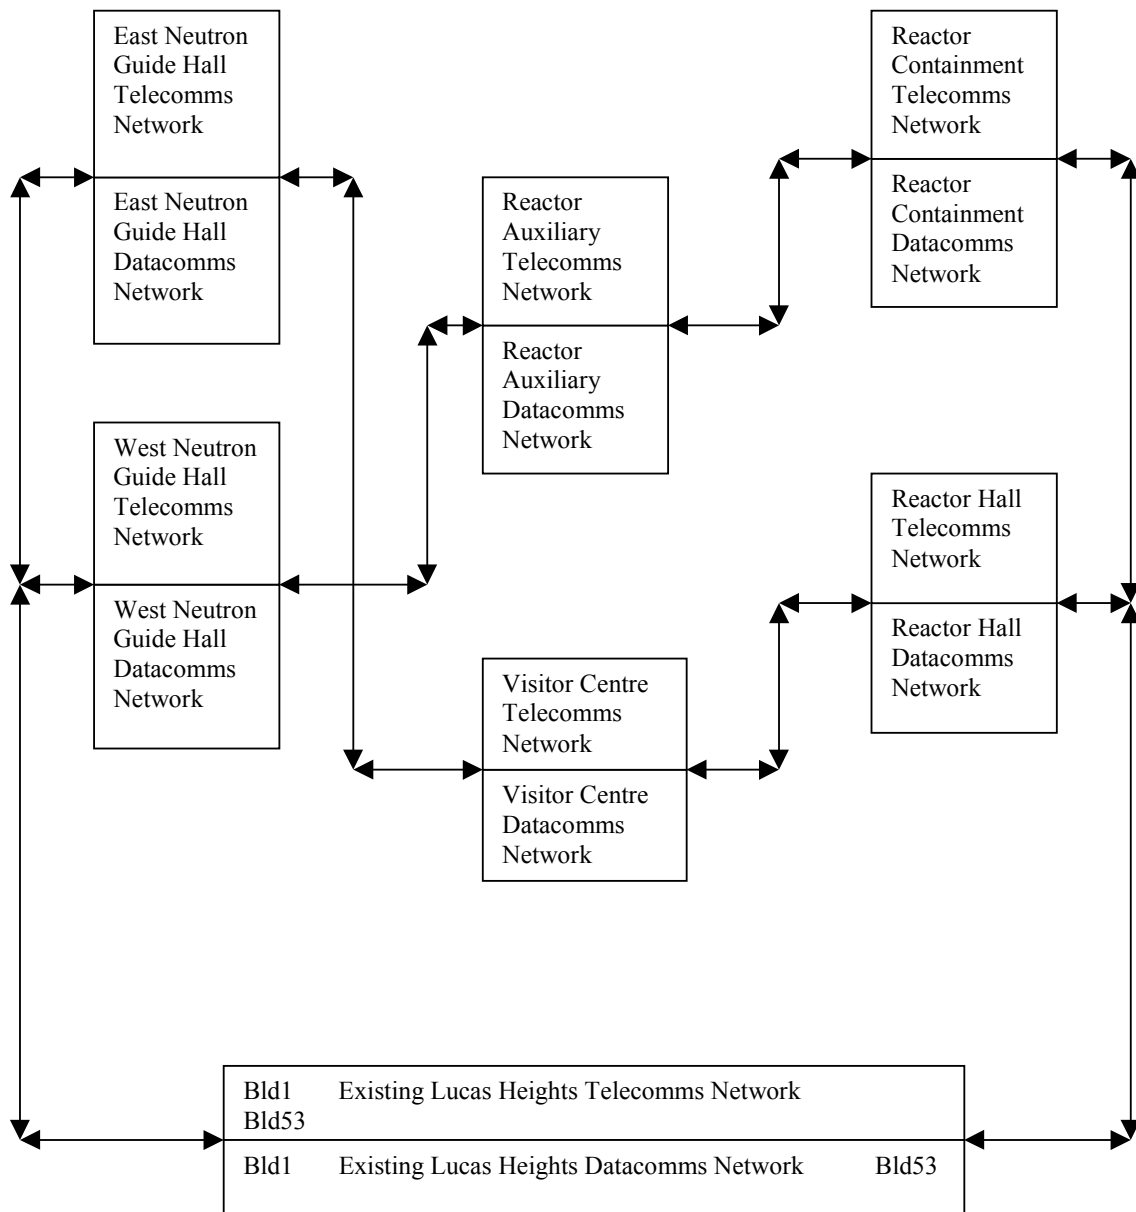 East Neutron
Guide Hall
Telecomms
Network
East Neutron
Guide Hall
Datacomms
Network
West Neutron
Guide Hall
Telecomms
Network
West Neutron
Guide Hall
Datacomms
Network
Reactor
Auxiliary
Telecomms
Network
Reactor
Auxiliary
Datacomms
Network
Visitor Centre
Telecomms
Network
Visitor Centre
Datacomms
Network
Reactor
Containment
Telecomms
Network
Reactor
Containment
Datacomms
Network
Reactor Hall
Telecomms
Network
Reactor Hall
Datacomms
Network
Bld1 Existing Lucas Heights Telecomms Network
Bld53
Bld1 Existing Lucas Heights Datacomms Network Bld53